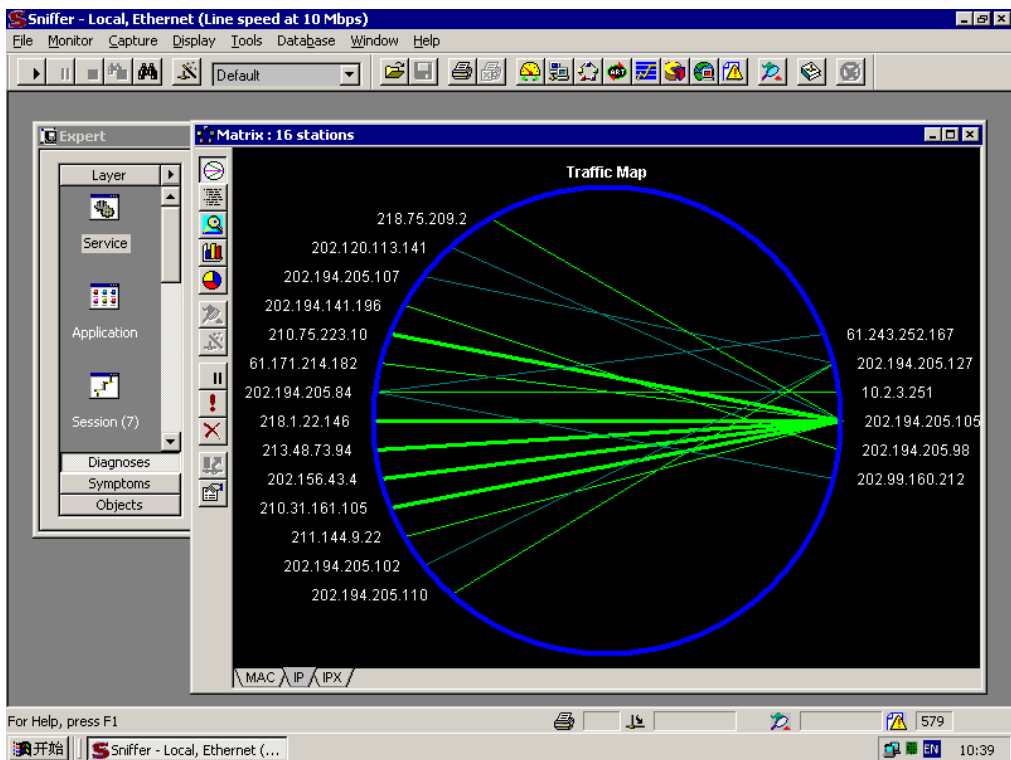 Sniffer - Local, Ethernet (Line speed at 10 Mbps)
File Monitor Capture Display Tools Database Window Help
Default
Expert
Layer
Service
Application
Session (7)
Diagnoses
Symptoms
Objects
Matrix : 16 stations
Traffic Map
218.75.209.2
202.120.113.141
202.194.205.107
202.194.141.196
210.75.223.10
61.171.214.182
202.194.205.84
218.1.22.146
213.48.73.94
202.156.43.4
210.31.161.105
211.144.9.22
202.194.205.102
202.194.205.110
61.243.252.167
202.194.205.127
10.2.3.251
202.194.205.105
202.194.205.98
202.99.160.212
MAC IP IPX
For Help, press F1
579
开始
Sniffer - Local, Ethernet (...
EN
10:39